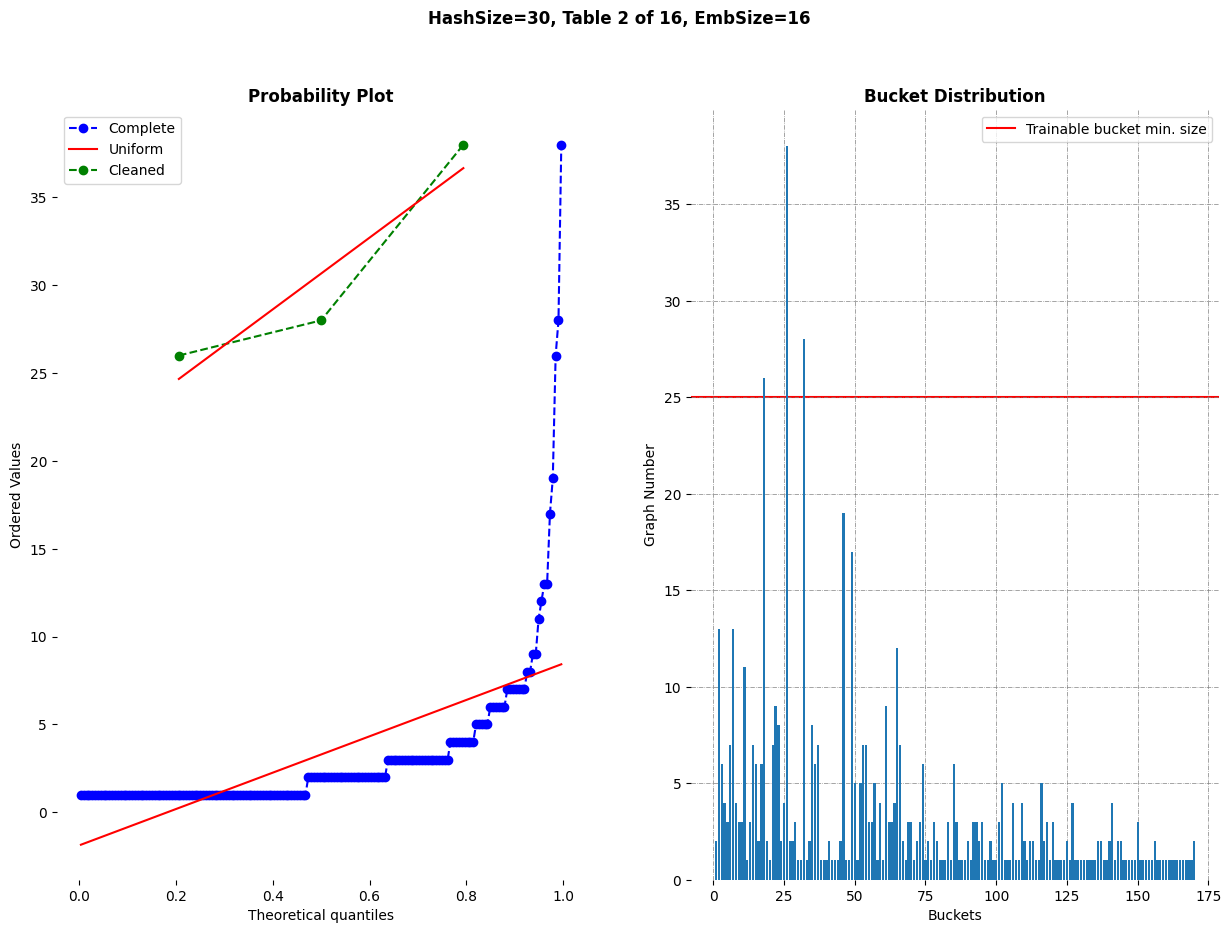 HashSize=30, Table 2 of 16, EmbSize=16
Probability Plot
Complete
Uniform
Cleaned
35
30
25
20
15
10
5
0
Ordered Values
0.0 0.2 0.4 0.6 0.8 1.0
Theoretical quantiles
Bucket Distribution
Trainable bucket min. size
35
30
25
20
15
10
5
0
Graph Number
0 25 50 75 100 125 150 175
Buckets